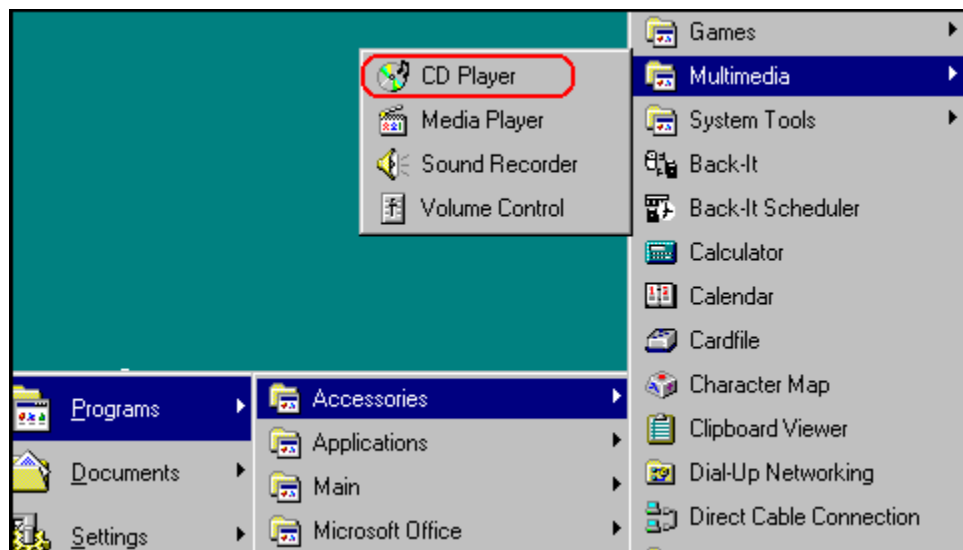 CD Player
Media Player
Sound Recorder
Volume Control
Games
Multimedia
System Tools
Back-It
Back-It Scheduler
Calculator
Calendar
Cardfile
Character Map
Clipboard Viewer
Dial-Up Networking
Direct Cable Connection
Programs
Documents
Settings
Accessories
Applications
Main
Microsoft Office